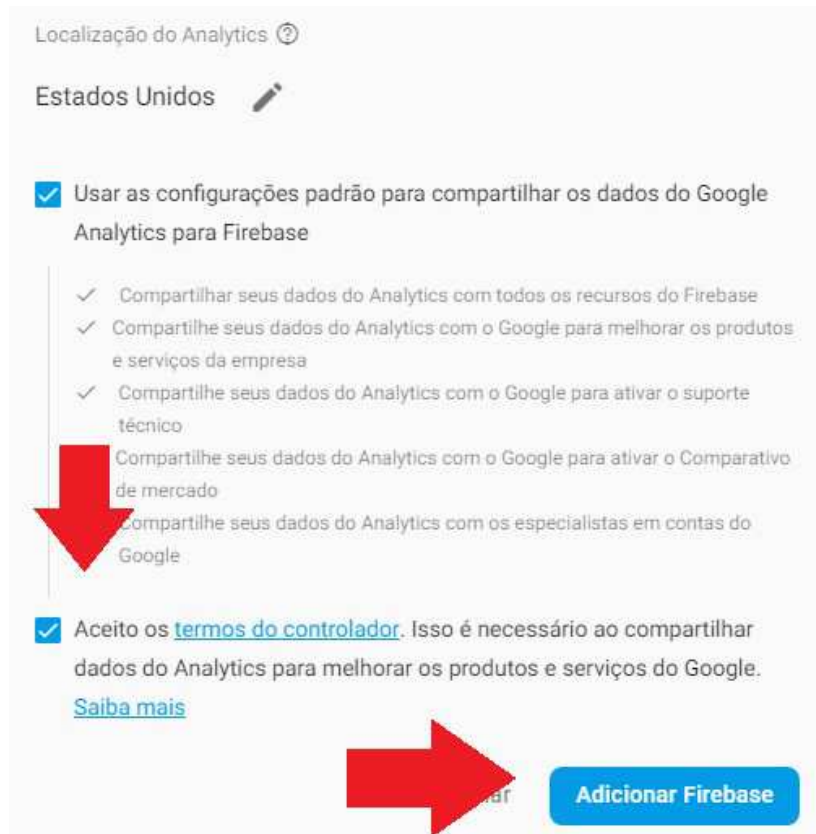 Localização do Analytics
Estados Unidos
Usar as configurações padrão para compartilhar os dados do Google
Analytics para Firebase
Compartilhar seus dados do Analytics com todos os recursos do Firebase
Compartilhe seus dados do Analytics com o Google para melhorar os produtos
e serviços da empresa
Compartilhe seus dados do Analytics com o Google para ativar o suporte
técnico
Compartilhe seus dados do Analytics com o Google para ativar o Comparativo
de mercado
Compartilhe seus dados do Analytics com os especialistas em contas do
Google
Aceito os termos do controlador. Isso é necessário ao compartilhar
dados do Analytics para melhorar os produtos e serviços do Google.
Saiba mais
Adicionar Firebase